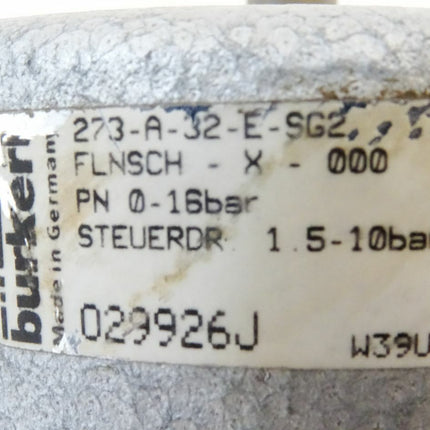 273-A-32-E-SG2
FLNSCH - X - 000
PN 0-16bar
STEUERDR. 1.5-10bar
029926J
W39U
burkert
Made in Germany